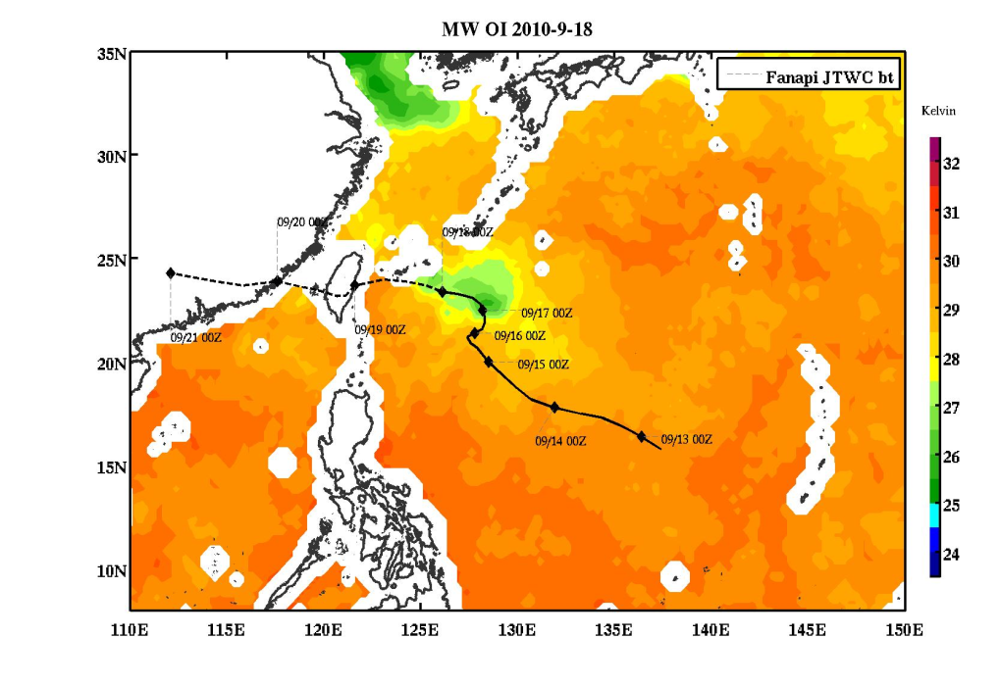 MW OI 2010-9-18
35N
Fanapi JTWC bt
Kelvin
32
30N
31
09/20 00Z
09/18 00Z
25N
30
09/17 00Z
29
09/19 00Z
09/16 00Z
09/21 00Z
28
20N
09/15 00Z
27
09/14 00Z
09/13 00Z
26
15N
25
24
10N
110E
115E
120E
125E
130E
135E
140E
145E
150E